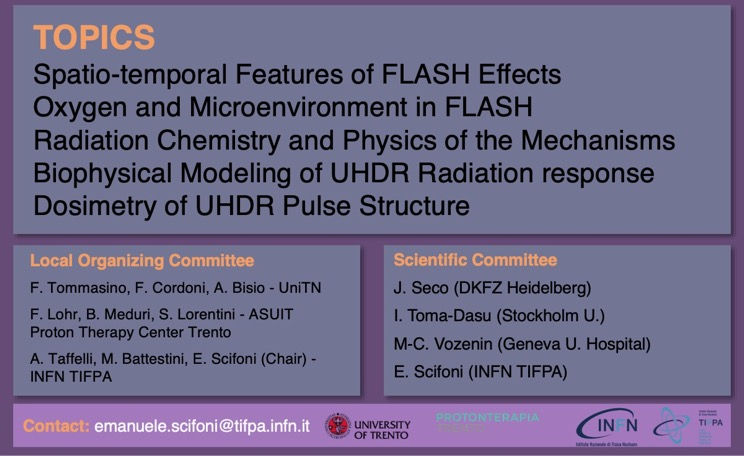 TOPICS
Spatio-temporal Features of FLASH Effects
Oxygen and Microenvironment in FLASH
Radiation Chemistry and Physics of the Mechanisms
Biophysical Modeling of UHDR Radiation response
Dosimetry of UHDR Pulse Structure
Local Organizing Committee
F. Tommasino, F. Cordoni, A. Bisio - UniTN
F. Lohr, B. Meduri, S. Lorentini - ASUIT
Proton Therapy Center Trento
A. Taffelli, M. Battestini, E. Scifoni (Chair) -
INFN TIFPA
Scientific Committee
J. Seco (DKFZ Heidelberg)
I. Toma-Dasu (Stockholm U.)
M-C. Vozenin (Geneva U. Hospital)
E. Scifoni (INFN TIFPA)
Contact: emanuele.scifoni@tifpa.infn.it
UNIVERSITY
OF TRENTO
PROTONTERAPIA
INFN
Istituto Nazionale di Fisica Nucleare
TIFPA